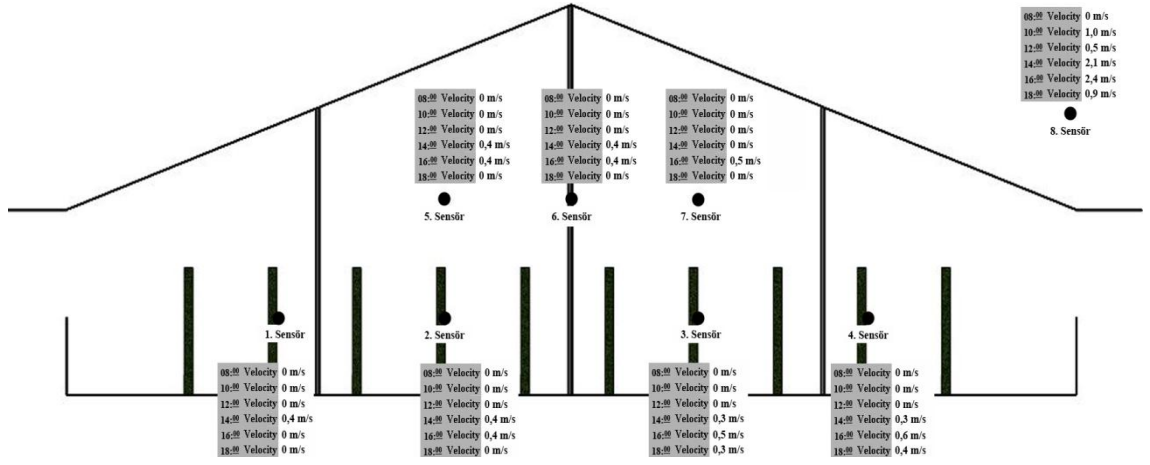 08:00 Velocity 0 m/s
10:00 Velocity 1,0 m/s
12:00 Velocity 0,5 m/s
14:00 Velocity 2,1 m/s
16:00 Velocity 2,4 m/s
18:00 Velocity 0,9 m/s
8. Sensör
08:00 Velocity 0 m/s
10:00 Velocity 0 m/s
12:00 Velocity 0 m/s
14:00 Velocity 0,4 m/s
16:00 Velocity 0,4 m/s
18:00 Velocity 0 m/s
5. Sensör
08:00 Velocity 0 m/s
10:00 Velocity 0 m/s
12:00 Velocity 0 m/s
14:00 Velocity 0,4 m/s
16:00 Velocity 0,4 m/s
18:00 Velocity 0 m/s
6. Sensör
08:00 Velocity 0 m/s
10:00 Velocity 0 m/s
12:00 Velocity 0 m/s
14:00 Velocity 0 m/s
16:00 Velocity 0,5 m/s
18:00 Velocity 0 m/s
7. Sensör
1. Sensör
08:00 Velocity 0 m/s
10:00 Velocity 0 m/s
12:00 Velocity 0 m/s
14:00 Velocity 0,4 m/s
16:00 Velocity 0 m/s
18:00 Velocity 0 m/s
2. Sensör
08:00 Velocity 0 m/s
10:00 Velocity 0 m/s
12:00 Velocity 0 m/s
14:00 Velocity 0,4 m/s
16:00 Velocity 0,4 m/s
18:00 Velocity 0 m/s
3. Sensör
08:00 Velocity 0 m/s
10:00 Velocity 0 m/s
12:00 Velocity 0 m/s
14:00 Velocity 0,3 m/s
16:00 Velocity 0,5 m/s
18:00 Velocity 0,3 m/s
4. Sensör
08:00 Velocity 0 m/s
10:00 Velocity 0 m/s
12:00 Velocity 0 m/s
14:00 Velocity 0,3 m/s
16:00 Velocity 0,6 m/s
18:00 Velocity 0,4 m/s